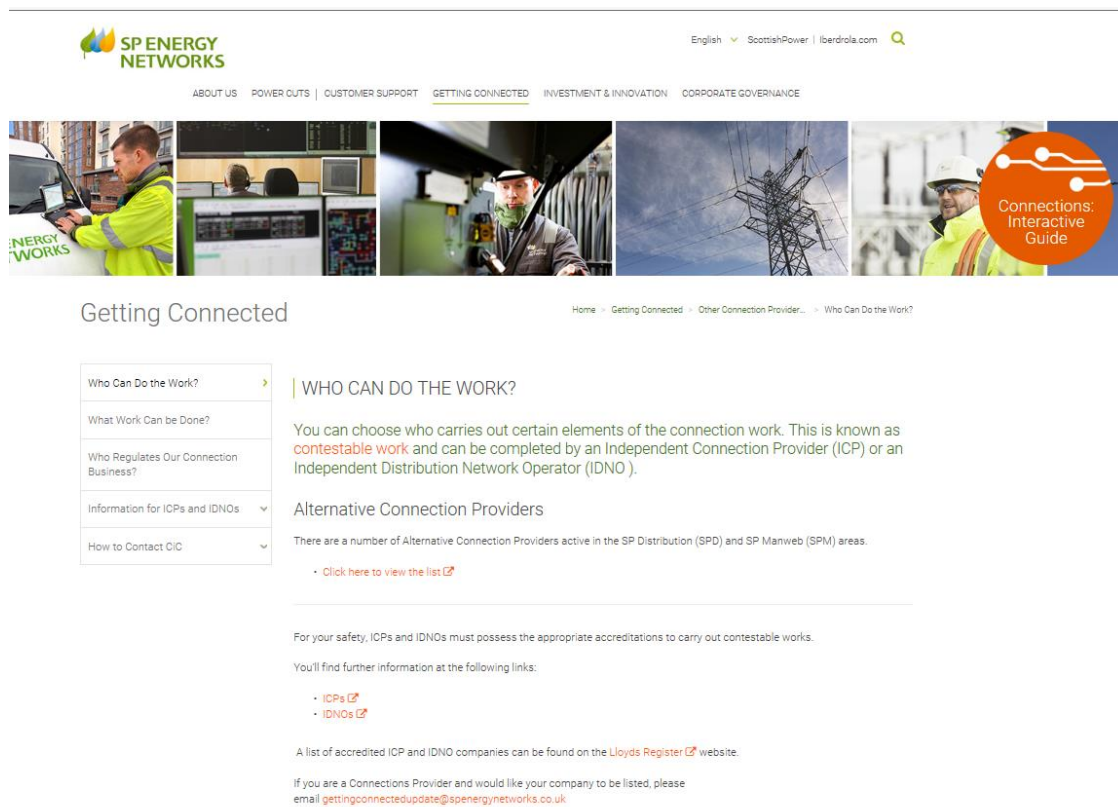 SP ENERGY
NETWORKS
English
ScottishPower | Iberdrola.com
ABOUT US
POWER CUTS |
CUSTOMER SUPPORT
GETTING CONNECTED
INVESTMENT & INNOVATION
CORPORATE GOVERNANCE
NERGY
WORKS
Connections:
Interactive
Guide
Getting Connected
Home > Getting Connected > Other Connection Provider... > Who Can Do the Work?
Who Can Do the Work?
What Work Can be Done?
Who Regulates Our Connection
Business?
Information for ICPs and IDNOs
How to Contact CiC
WHO CAN DO THE WORK?
You can choose who carries out certain elements of the connection work. This is known as
contestable work and can be completed by an Independent Connection Provider (ICP) or an
Independent Distribution Network Operator (IDNO ).
Alternative Connection Providers
There are a number of Alternative Connection Providers active in the SP Distribution (SPD) and SP Manweb (SPM) areas.
• Click here to view the list
For your safety, ICPs and IDNOs must possess the appropriate accreditations to carry out contestable works.
You'll find further information at the following links:
• ICPs
• IDNOs
A list of accredited ICP and IDNO companies can be found on the Lloyds Register website.
If you are a Connections Provider and would like your company to be listed, please
email gettingconnectedupdate@spenergynetworks.co.uk